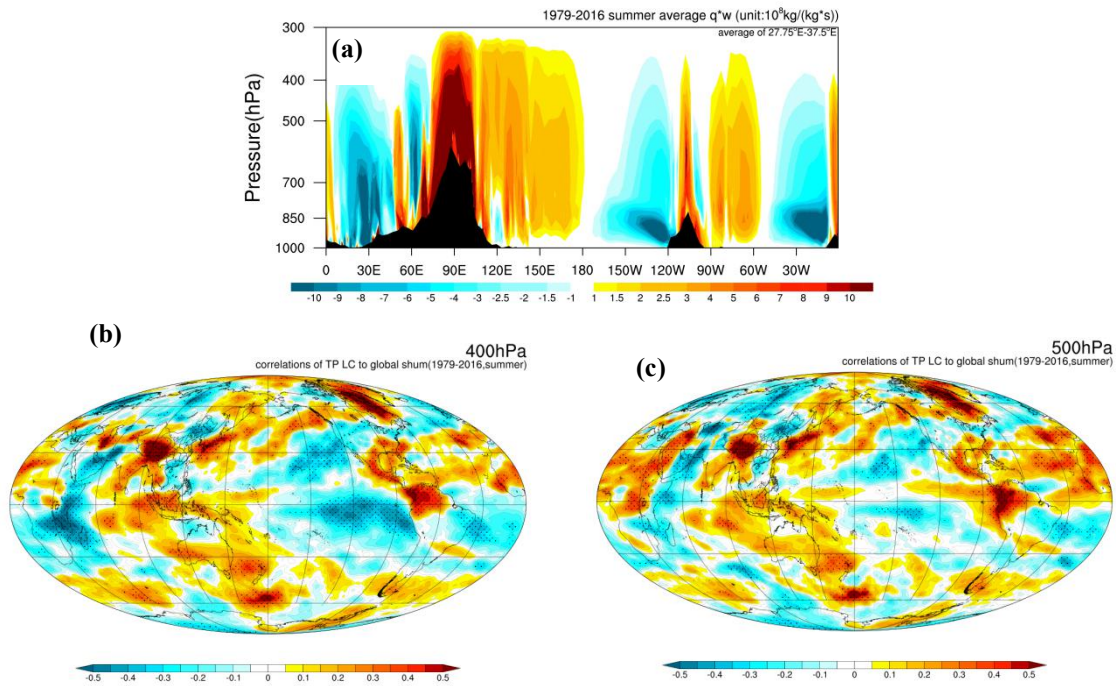 1979-2016 summer average q*w (unit:10⁸kg/(kg*s))
average of 27.75°E-37.5°E
(a)
Pressure(hPa)
300
400
500
700
850
1000
0 30E 60E 90E 120E 150E 180 150W 120W 90W 60W 30W
-10 -9 -8 -7 -6 -5 -4 -3 -2.5 -2 -1.5 -1 1 1.5 2 2.5 3 4 5 6 7 8 9 10
(b)
400hPa
correlations of TP LC to global shum(1979-2016,summer)
-0.5 -0.4 -0.3 -0.2 -0.1 0 0.1 0.2 0.3 0.4 0.5
(c)
500hPa
correlations of TP LC to global shum(1979-2016,summer)
-0.5 -0.4 -0.3 -0.2 -0.1 0 0.1 0.2 0.3 0.4 0.5